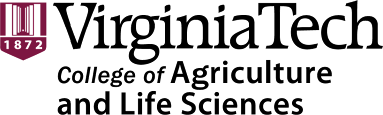 VirginiaTech
1872
College of Agriculture
and Life Sciences